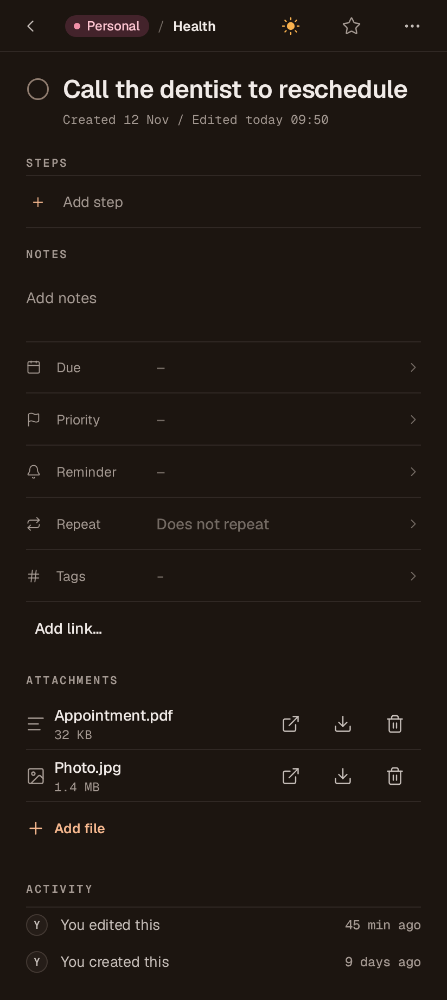 Personal / Health
Call the dentist to reschedule
Created 12 Nov / Edited today 09:50
STEPS
+ Add step
NOTES
Add notes
Due –
Priority –
Reminder –
Repeat Does not repeat
Tags -
Add link…
ATTACHMENTS
Appointment.pdf
32 KB
Photo.jpg
1.4 MB
+ Add file
ACTIVITY
Y You edited this 45 min ago
Y You created this 9 days ago